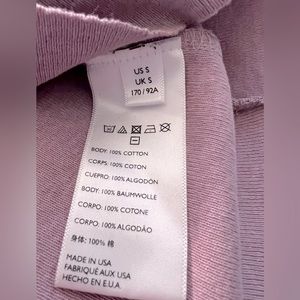 US S
UK S
170 / 92A
BODY: 100% COTTON
CORPS: 100% COTON
CUERPO: 100% ALGODÓN
BODY: 100% BAUMWOLLE
CORPO: 100% COTONE
CORPO: 100% ALGODÃO
身体: 100% 棉
MADE IN USA
FABRIQUÉ AUX USA
HECHO EN E.U.A.